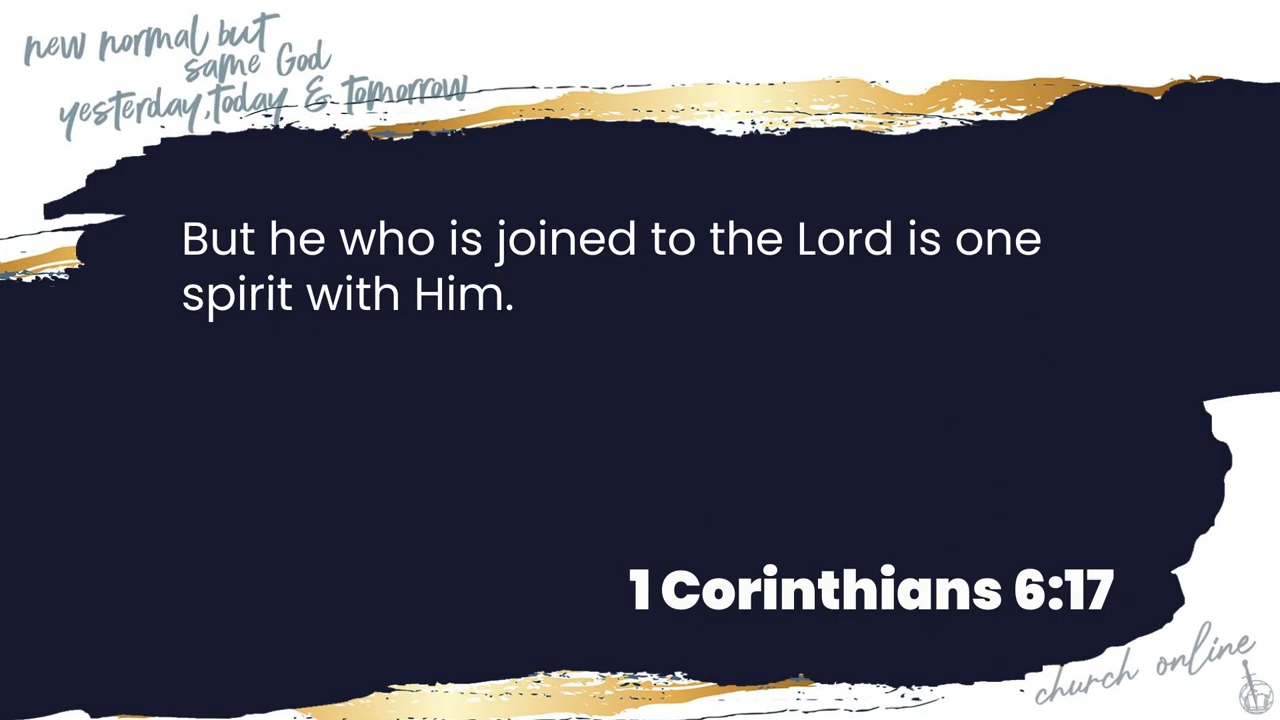 new normal but
same God
yesterday, today & tomorrow
But he who is joined to the Lord is one
spirit with Him.
1 Corinthians 6:17
church online